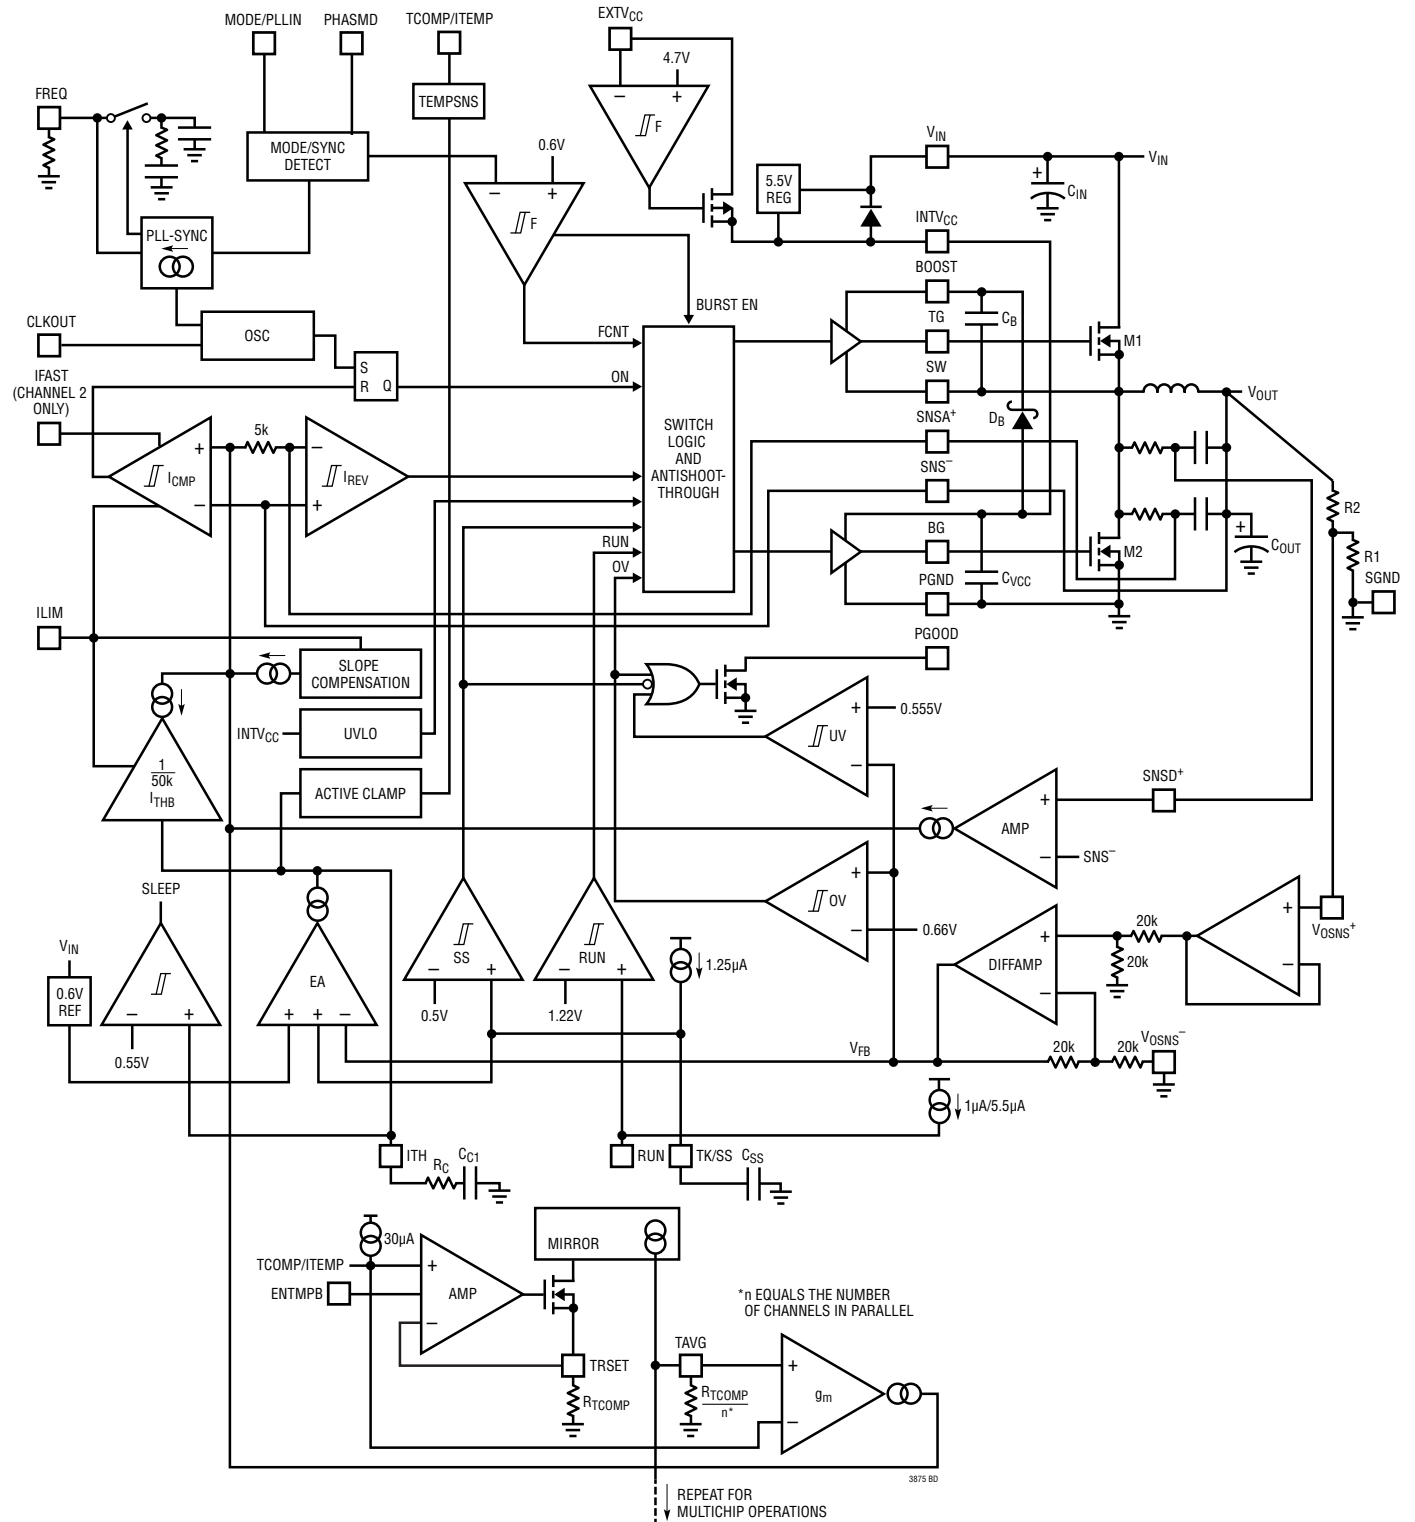 MODE/PLLIN
PHASMD
TCOMP/ITEMP
EXTVCC
4.7V
FREQ
TEMPSNS
–
+
F
VIN
VIN
MODE/SYNC
DETECT
0.6V
–
+
F
5.5V
REG
+
CIN
INTVCC
PLL-SYNC
BOOST
BURST EN
CLKOUT
OSC
FCNT
TG
CB
M1
IFAST
(CHANNEL 2
ONLY)
S
R
Q
ON
SW
VOUT
SNSA+
DB
5k
+
–
ICMP
–
+
IREV
SWITCH
LOGIC
AND
ANTISHOOT-
THROUGH
SNS–
R2
RUN
BG
M2
+
COUT
R1
OV
PGND
CVCC
SGND
ILIM
PGOOD
SLOPE
COMPENSATION
+
0.555V
INTVCC
UVLO
UV
–
1
50k
ITHB
ACTIVE CLAMP
SNSD+
+
AMP
–
SNS–
SLEEP
+
OV
–
0.66V
+
VOSNS+
–
VIN
0.6V
REF
–
+
0.55V
EA
+
+
–
SS
–
+
0.5V
RUN
–
+
1.22V
1.25µA
+
DIFFAMP
–
20k
20k
VFB
20k
20k
VOSNS–
1µA/5.5µA
ITH
RC
CC1
RUN
TK/SS
CSS
30µA
MIRROR
TCOMP/ITEMP
ENTMPB
+
AMP
–
*n EQUALS THE NUMBER
OF CHANNELS IN PARALLEL
TRSET
RTCOMP
TAVG
RTCOMP
n*
+
gm
–
3875 BD
REPEAT FOR
MULTICHIP OPERATIONS